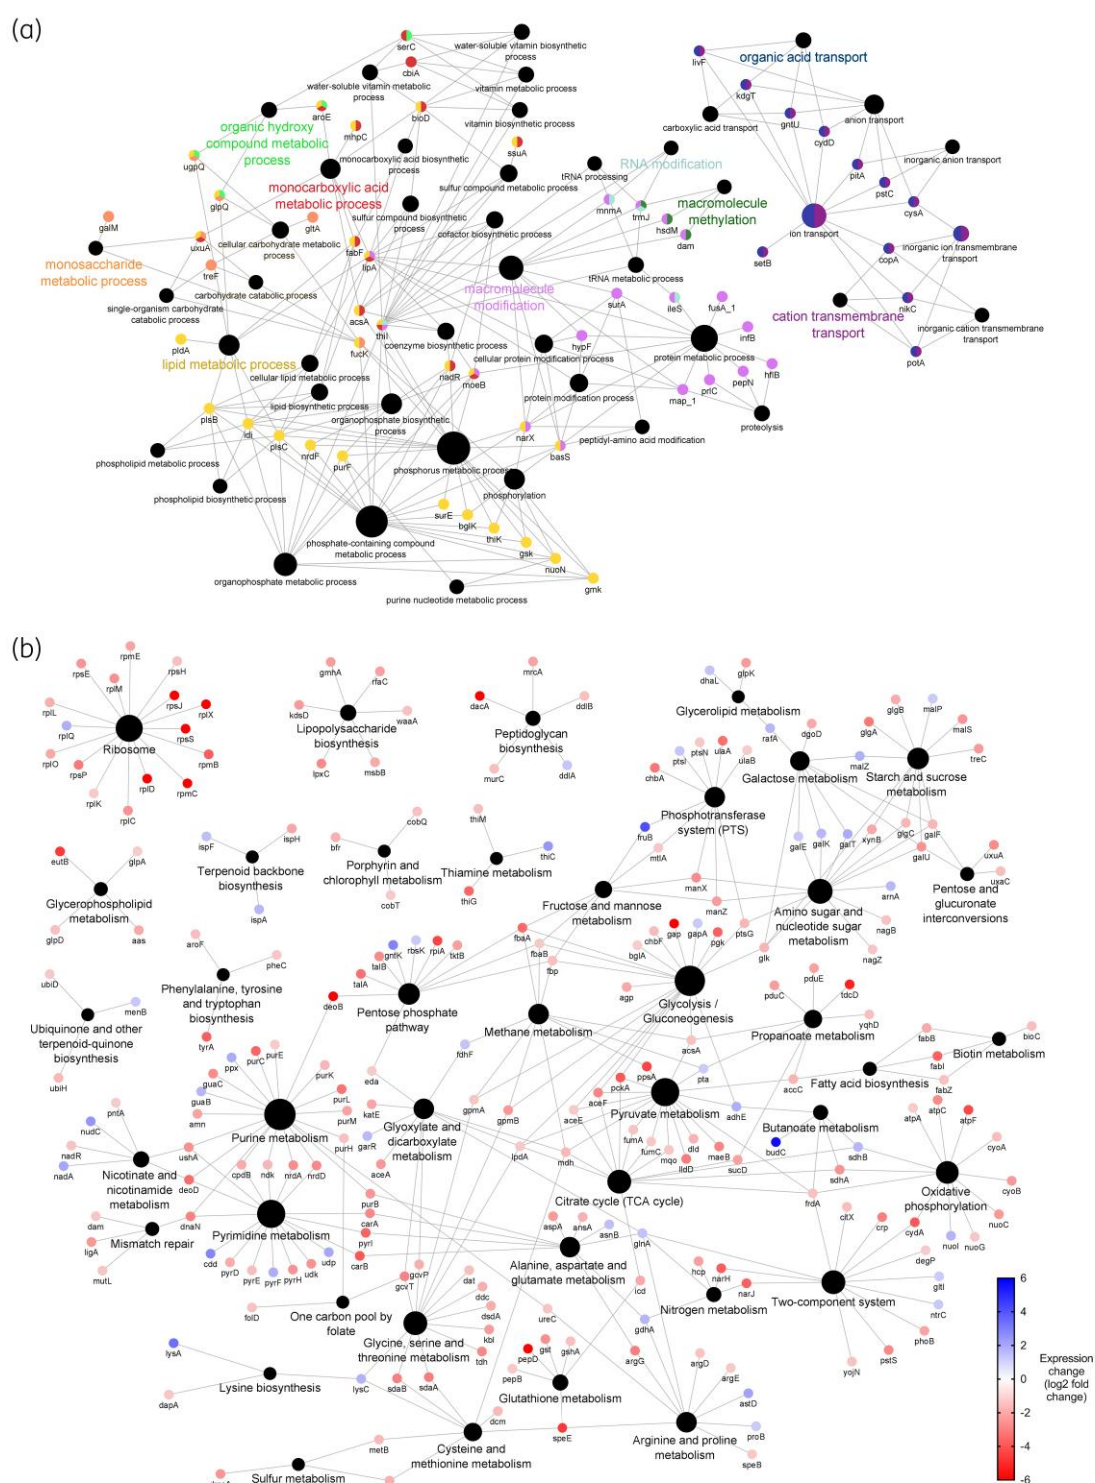 (a)
serC
water-soluble vitamin biosynthetic
process
cbiA
water-soluble vitamin metabolic
process
vitamin metabolic process
organic acid transport
livF
kdgT
carboxylic acid transport
gntU
cydD
anion transport
aroE
bioD
vitamin biosynthetic process
organic hydroxy
compound metabolic
process
mhpC
ssuA
monocarboxylic acid biosynthetic
process
ugpQ
tRNA processing
RNA modification
pitA
inorganic anion transport
pstC
monocarboxylic acid
metabolic process
sulfur compound metabolic process
glpQ
mnmA
trmJ
macromolecule
methylation
cysA
galM
gltA
sulfur compound biosynthetic
process
cofactor biosynthetic process
hsdM
dam
ion transport
inorganic ion transmembrane
transport
uxuA
cellular carbohydrate metabolic
process
fabF
lipA
setB
copA
monosaccharide
metabolic process
treF
carbohydrate catabolic process
macromolecule
modification
tRNA metabolic process
single-organism carbohydrate
catabolic process
surA
ileS
fusA_1
cation transmembrane
transport
nikC
inorganic cation transmembrane
transport
acsA
thiI
coenzyme biosynthetic process
hypF
infB
pldA
fucK
cellular protein modification process
protein metabolic process
potA
lipid metabolic process
cellular lipid metabolic process
nadR
moeB
hflB
pepN
prlC
map_1
lipid biosynthetic process
protein modification process
plsB
organophosphate biosynthetic
process
proteolysis
idi
plsC
narX
peptidyl-amino acid modification
phospholipid metabolic process
nrdF
purF
basS
phosphorus metabolic process
phospholipid biosynthetic process
phosphorylation
surE
bglK
thiK
phosphate-containing compound
metabolic process
gsk
nuoN
organophosphate metabolic process
gmk
purine nucleotide metabolic process
(b)
rpmE
rpsE
rpsH
rplM
rplL
rpsJ
rplX
rplQ
rpsS
Ribosome
rplO
rpsP
rpmB
rplD
rpmC
rplK
rplC
gmhA
rfaC
kdsD
waaA
Lipopolysaccharide
biosynthesis
lpxC
msbB
mrcA
dacA
ddlB
Peptidoglycan
biosynthesis
murC
ddlA
dhaL
glpK
Glycerolipid metabolism
rafA
dgoD
glgB
malP
glgA
malS
malZ
treC
Galactose metabolism
Starch and sucrose
metabolism
ptsI
ptsN
ulaA
ulaB
chbA
Phosphotransferase
system (PTS)
fruB
mtlA
galE
galK
galT
xynB
glgC
galF
galU
uxuA
uxaC
Pentose and
glucuronate
interconversions
eutB
glpA
Glycerophospholipid
metabolism
glpD
aas
ispF
ispH
Terpenoid backbone
biosynthesis
ispA
bfr
cobQ
Porphyrin and
chlorophyll metabolism
cobT
thiM
thiC
Thiamine metabolism
thiG
Fructose and mannose
metabolism
manX
manZ
Amino sugar and
nucleotide sugar
metabolism
arnA
nagB
nagZ
ptsG
glk
aroF
pheC
Phenylalanine, tyrosine
and tryptophan
biosynthesis
tyrA
ubiD
menB
Ubiquinone and other
terpenoid-quinone
biosynthesis
ubiH
gntK
rbsK
rpiA
tktB
talB
talA
deoB
Pentose phosphate
pathway
fbaA
fbaB
fbp
bglA
chbF
gap
gapA
pgk
agp
Glycolysis /
Gluconeogenesis
Methane metabolism
fdhF
acsA
pduC
pduE
tdcD
yqhD
Propanoate metabolism
fabB
bioC
Biotin metabolism
fabI
fabZ
Fatty acid biosynthesis
accC
ppx
purC
purE
guaC
purK
guaB
purL
amn
purM
Purine metabolism
purH
eda
katE
garR
aceA
Glyoxylate and
dicarboxylate
metabolism
gpmA
gpmB
pckA
ppsA
pta
aceF
aceE
Pyruvate metabolism
adhE
Butanoate metabolism
budC
sdhB
atpA
atpC
atpF
cyoA
cyoB
Oxidative
phosphorylation
nuoC
nuoG
nuoI
pntA
nudC
nadR
nadA
Nicotinate and
nicotinamide
metabolism
ushA
deoD
cpdB
ndk
nrdA
nrdD
lpdA
mdh
fumA
fumC
mqo
dld
lldD
maeB
sucD
sdhA
frdA
Citrate cycle (TCA cycle)
dam
dnaN
Mismatch repair
ligA
mutL
Pyrimidine metabolism
cdd
pyrD
pyrE
pyrF
pyrH
udk
udp
purB
carA
pyrI
carB
aspA
ansA
asnB
glnA
Alanine, aspartate and
glutamate metabolism
citX
crp
cydA
degP
gltI
ntrC
phoB
pstS
yojN
Two-component system
hcp
narH
narJ
Nitrogen metabolism
icd
gdhA
folD
One carbon pool by
folate
gcvP
gcvT
dat
ddc
dsdA
kbl
tdh
Glycine, serine and
threonine metabolism
ureC
gst
gshA
pepD
pepB
Glutathione metabolism
argG
argD
argE
astD
proB
speB
Arginine and proline
metabolism
speE
lysA
Lysine biosynthesis
dapA
lysC
sdaB
sdaA
dcm
metB
Cysteine and
methionine metabolism
Sulfur metabolism
6
4
2
0
-2
-4
-6
Expression
change
(log2 fold
change)